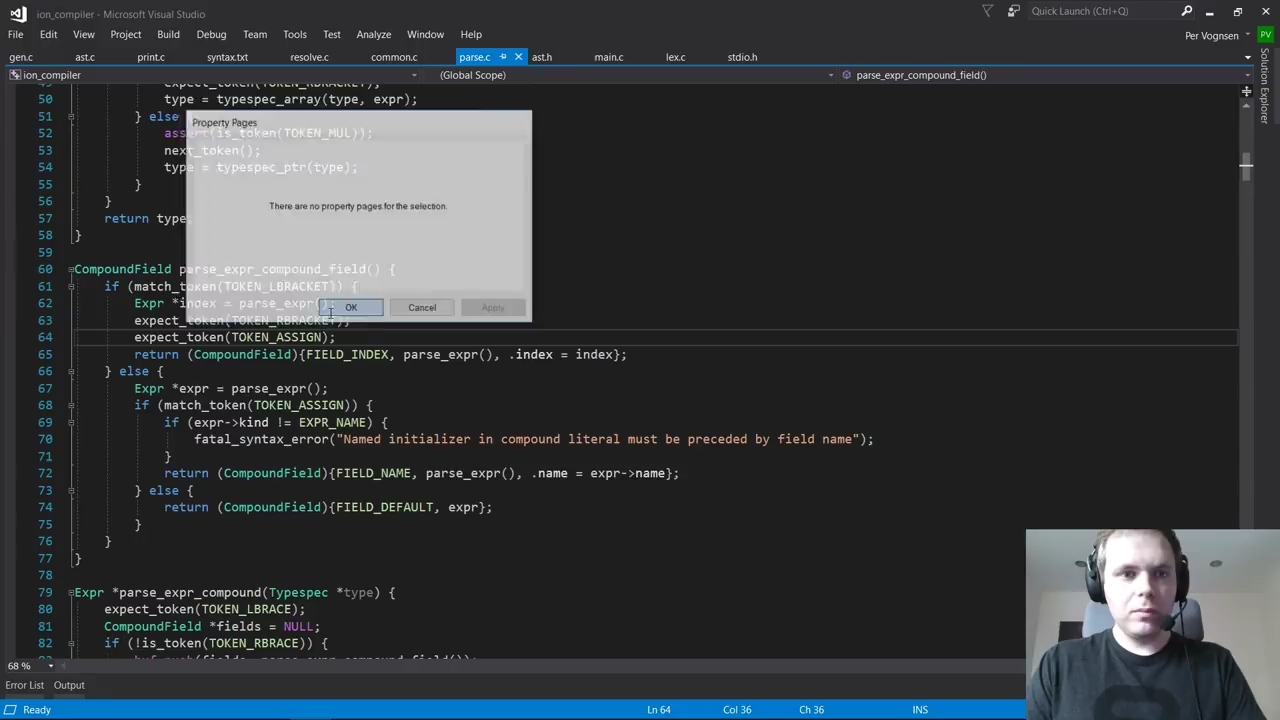 ion_compiler - Microsoft Visual Studio
Quick Launch (Ctrl+Q)
File Edit View Project Build Debug Team Tools Test Analyze Window Help
Per Vognsen PV
gen.c ast.c print.c syntax.txt resolve.c common.c parse.c ast.h main.c lex.c stdio.h
ion_compiler (Global Scope) parse_expr_compound_field()
Solution Explorer
50 type = typespec_array(type, expr);
51 } else
Property Pages
52 assert(is_token(TOKEN_MUL));
53 next_token();
54 type = typespec_ptr(type);
55 }
56 }
There are no property pages for the selection.
57 return type
58 }
59
60 CompoundField parse_expr_compound_field() {
61 if (match_token(TOKEN_LBRACKET)) {
62 Expr *index = parse_expr();
OK Cancel Apply
63 expect_token(TOKEN_RBRACKET);
64 expect_token(TOKEN_ASSIGN);
65 return (CompoundField){FIELD_INDEX, parse_expr(), .index = index};
66 } else {
67 Expr *expr = parse_expr();
68 if (match_token(TOKEN_ASSIGN)) {
69 if (expr->kind != EXPR_NAME) {
70 fatal_syntax_error("Named initializer in compound literal must be preceded by field name");
71 }
72 return (CompoundField){FIELD_NAME, parse_expr(), .name = expr->name};
73 } else {
74 return (CompoundField){FIELD_DEFAULT, expr};
75 }
76 }
77 }
78
79 Expr *parse_expr_compound(Typespec *type) {
80 expect_token(TOKEN_LBRACE);
81 CompoundField *fields = NULL;
82 if (!is_token(TOKEN_RBRACE)) {
68 %
Error List Output
Ready Ln 64 Col 36 Ch 36 INS